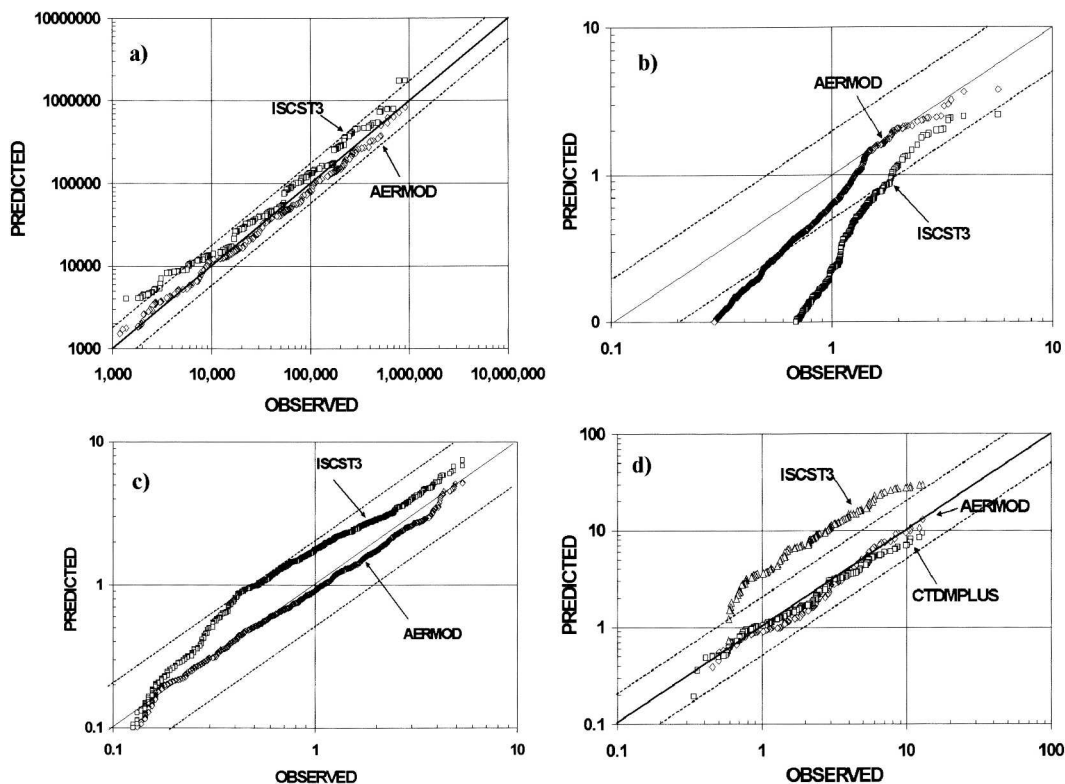 a)
10000000
1000000
100000
10000
1000
PREDICTED
ISCST3
AERMOD
1,000
10,000
100,000
1,000,000
10,000,000
OBSERVED
b)
10
1
0
PREDICTED
AERMOD
ISCST3
0.1
1
10
OBSERVED
c)
10
1
0.1
PREDICTED
ISCST3
AERMOD
0.1
1
10
OBSERVED
d)
100
10
1
0.1
PREDICTED
ISCST3
AERMOD
CTDMPLUS
0.1
1
10
100
OBSERVED